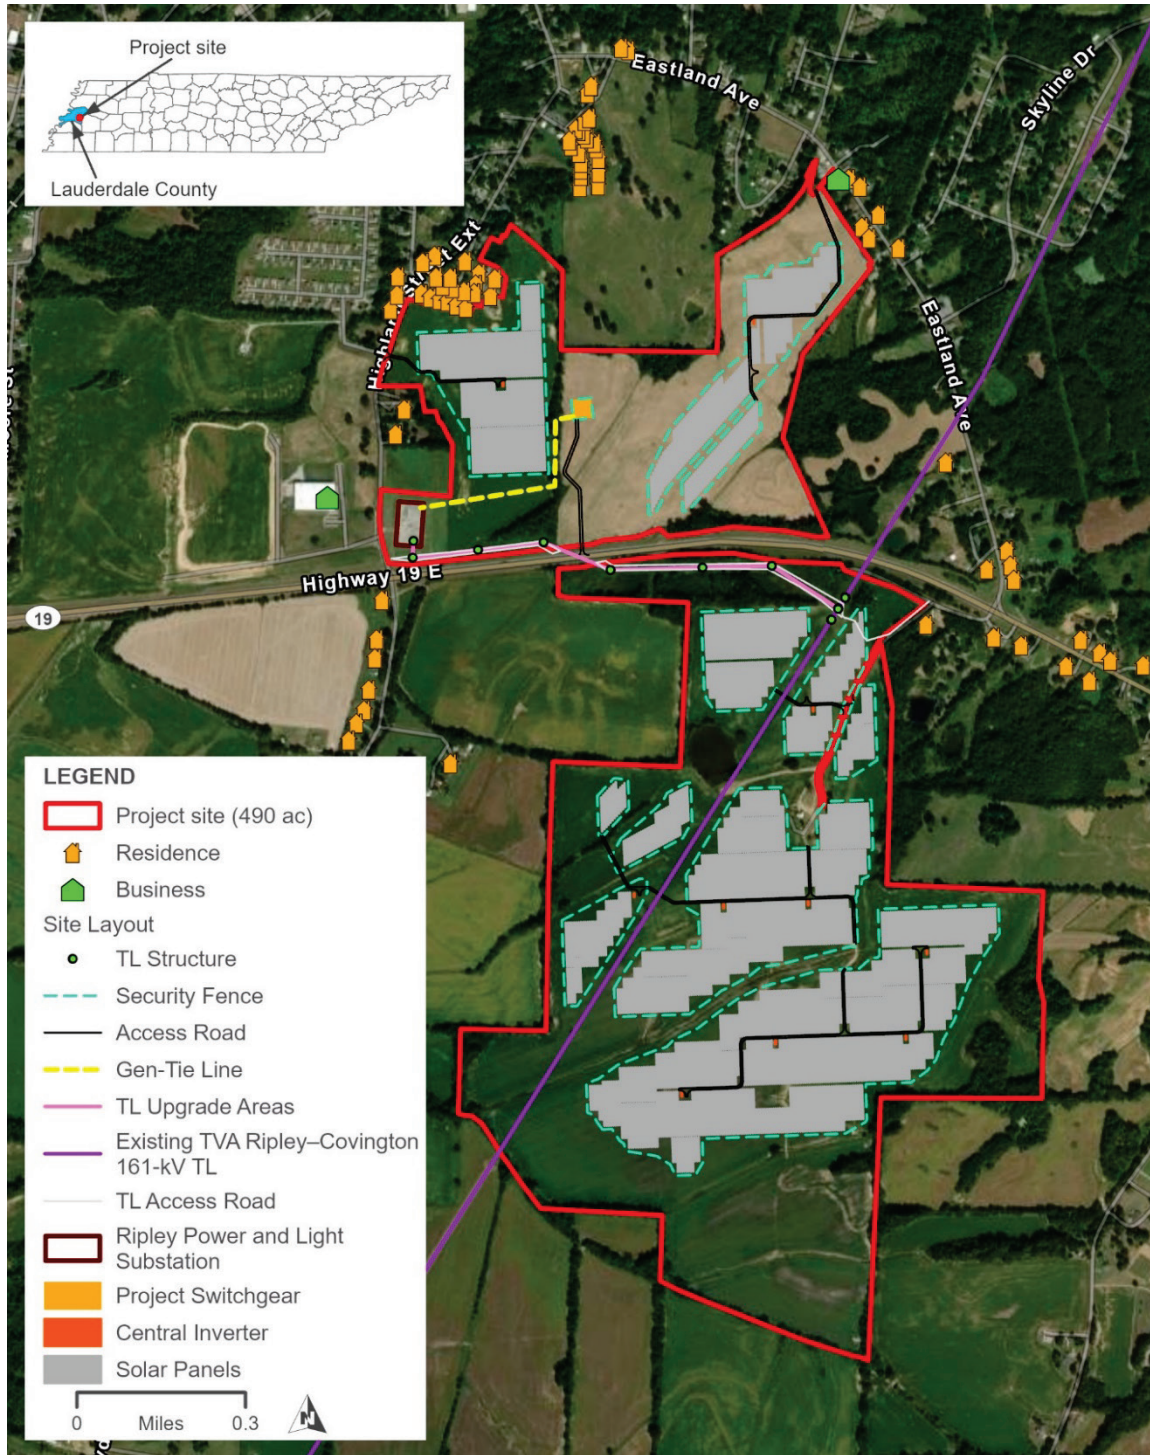 Project site
Lauderdale County
Eastland Ave
Skyline Dr
Highland Street Ext
Eastland Ave
Highway 19 E
19
LEGEND
Project site (490 ac)
Residence
Business
Site Layout
TL Structure
Security Fence
Access Road
Gen-Tie Line
TL Upgrade Areas
Existing TVA Ripley–Covington
161-kV TL
TL Access Road
Ripley Power and Light
Substation
Project Switchgear
Central Inverter
Solar Panels
0
0.3
Miles
N